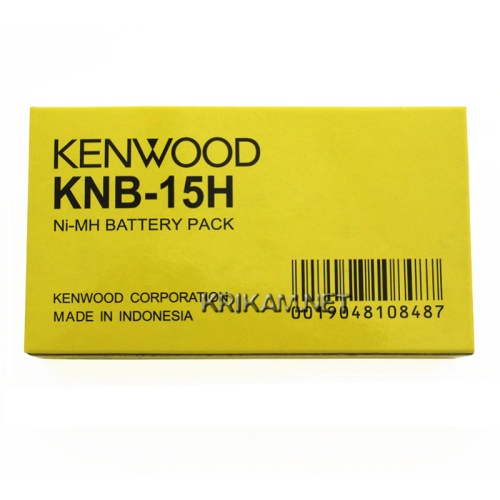 KENWOOD
KNB-15H
Ni-MH BATTERY PACK
KENWOOD CORPORATION
MADE IN INDONESIA
KRIKAM.NET
0019048108487